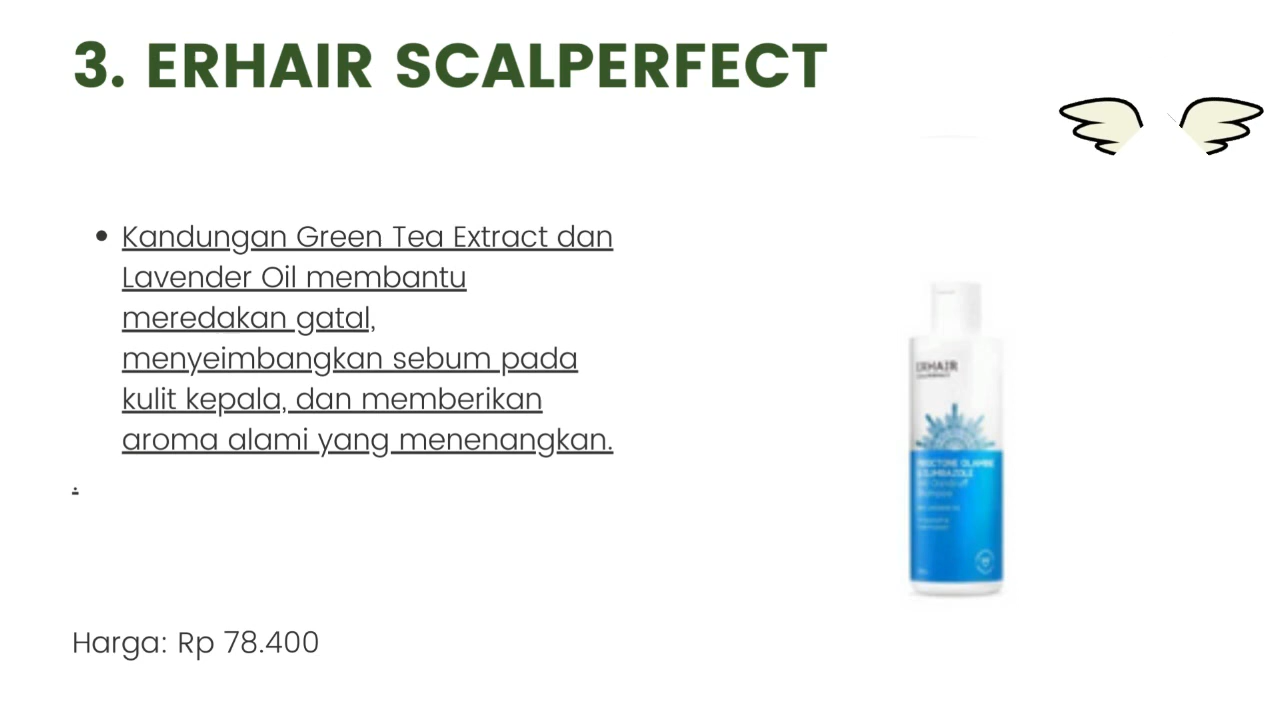 3. ERHAIR SCALPERFECT
• Kandungan Green Tea Extract dan
Lavender Oil membantu
meredakan gatal,
menyeimbangkan sebum pada
kulit kepala, dan memberikan
aroma alami yang menenangkan.
.
Harga: Rp 78.400
ERHAIR
SCALPERFECT